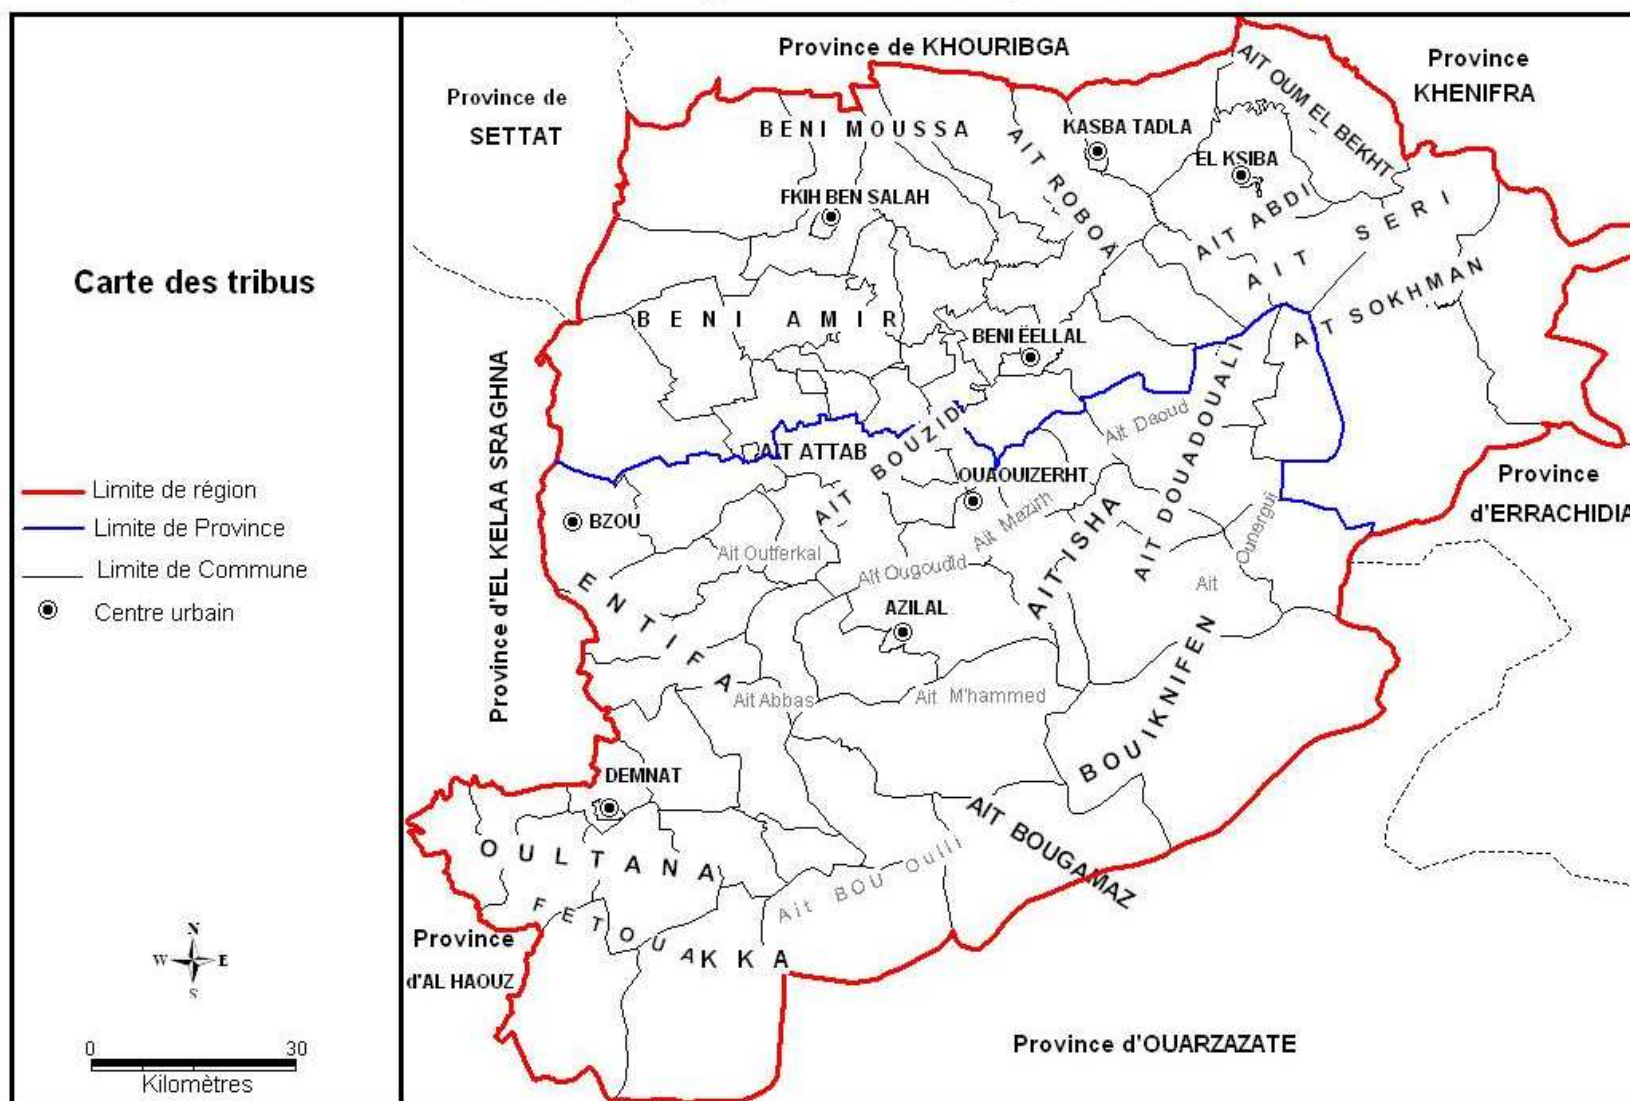 Carte des tribus
Limite de région
Limite de Province
Limite de Commune
Centre urbain
N
W E
S
0 30
Kilomètres
Province de KHOURIBGA
Province
KHENIFRA
Province de
SETTAT
AIT OUM EL BEKHT
BENI MOUSSA
KASBA TADLA
AIT ROBOÄ
EL KSIBA
FKIH BEN SALAH
AIT ABDI
AIT SERI
AIT SOKHMAN
BENI AMIR
BENI ËELLAL
Province d'EL KELAA SRAGHNA
AIT DOUADOUALI
Ait Daoud
AIT BOUZID
AIT ATTAB
OUAOUIZERHT
Province
d'ERRACHIDIA
BZOU
Ait Mazirh
AIT ISHA
Ait Ounergui
Ait Outferkal
Ait Ougoudid
ENTIFA
AZILAL
BOUIKNIFEN
Ait Abbas
Ait M'hammed
DEMNAT
AIT BOUGAMAZ
OULTANA
Ait BOU Oulli
FETOUAKKA
Province
d'AL HAOUZ
Province d'OUARZAZATE